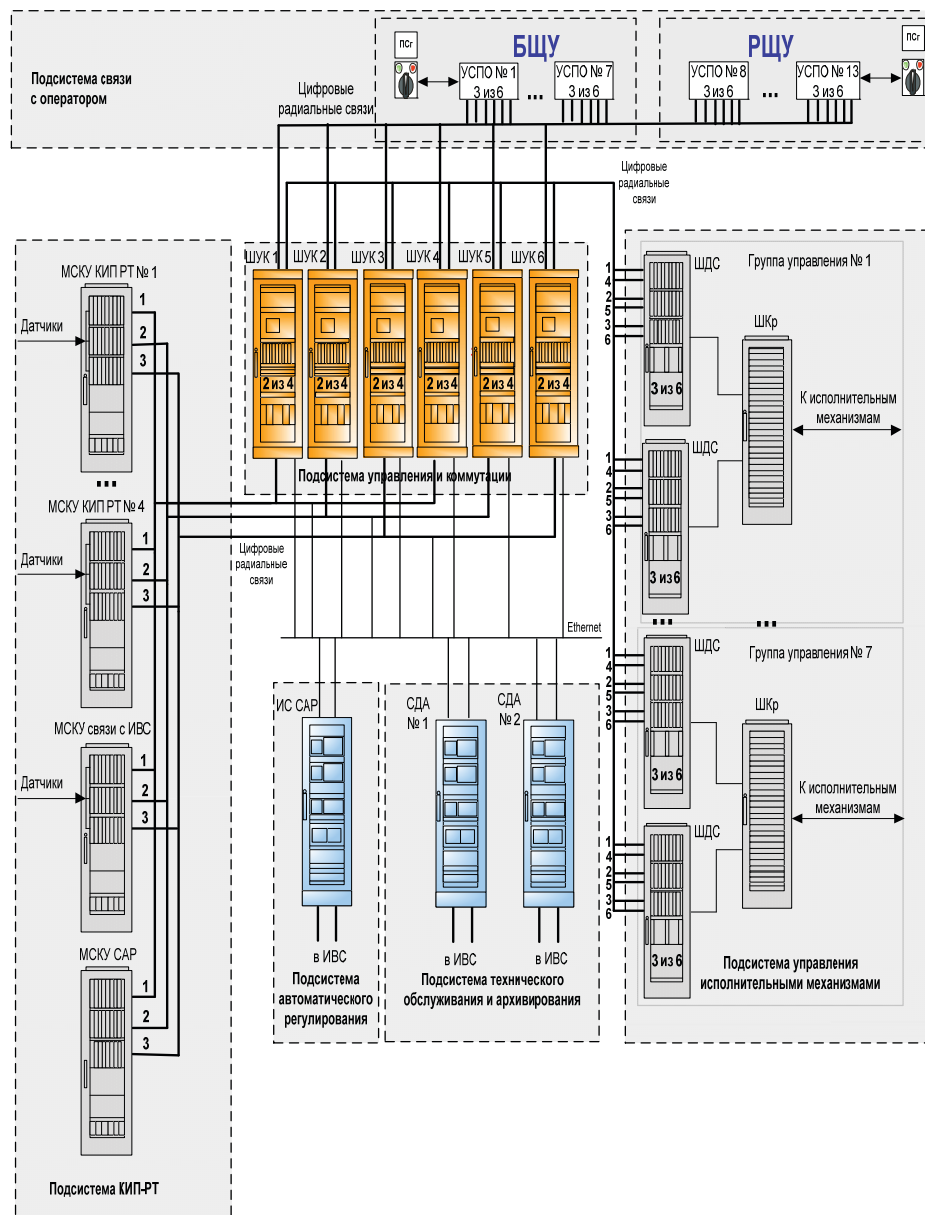 Подсистема связи
с оператором
ПСг
БЩУ
УСПО № 1
3 из 6
...
УСПО № 7
3 из 6
РЩУ
УСПО № 8
3 из 6
...
УСПО № 13
3 из 6
ПСг
Цифровые
радиальные связи
Цифровые
радиальные
связи
ШУК 1
ШУК 2
ШУК 3
ШУК 4
ШУК 5
ШУК 6
2 из 4
2 из 4
2 из 4
2 из 4
2 из 4
2 из 4
Подсистема управления и коммутации
МСКУ КИП РТ № 1
Датчики
1
2
3
...
МСКУ КИП РТ № 4
Датчики
1
2
3
МСКУ связи с ИВС
Датчики
1
2
3
МСКУ САР
1
2
3
Подсистема КИП-РТ
Цифровые
радиальные
связи
Ethernet
ИС САР
в ИВС
Подсистема
автоматического
регулирования
СДА
№ 1
СДА
№ 2
в ИВС
в ИВС
Подсистема технического
обслуживания и архивирования
Группа управления № 1
ШДС
1
4
2
5
3
6
3 из 6
ШКр
К исполнительным
механизмам
ШДС
1
4
2
5
3
6
3 из 6
...
...
Группа управления № 7
ШДС
1
4
2
5
3
6
3 из 6
ШКр
К исполнительным
механизмам
ШДС
1
4
2
5
3
6
3 из 6
Подсистема управления
исполнительными механизмами